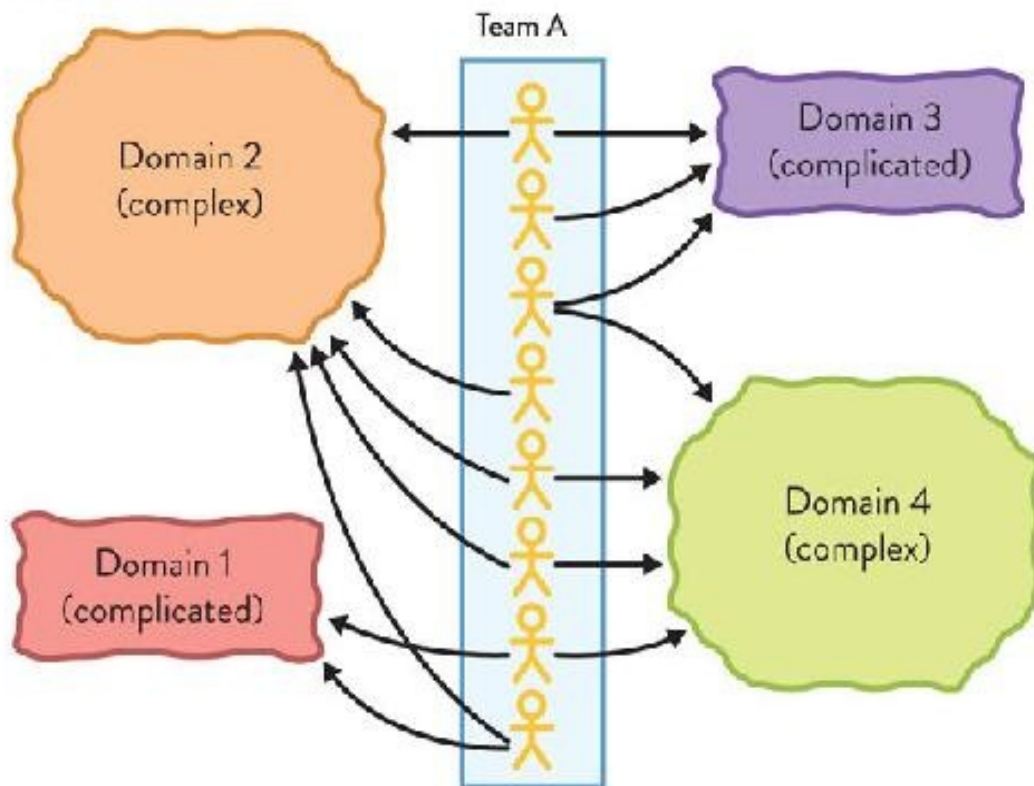 Team A
Domain 2
(complex)
Domain 3
(complicated)
Domain 1
(complicated)
Domain 4
(complex)